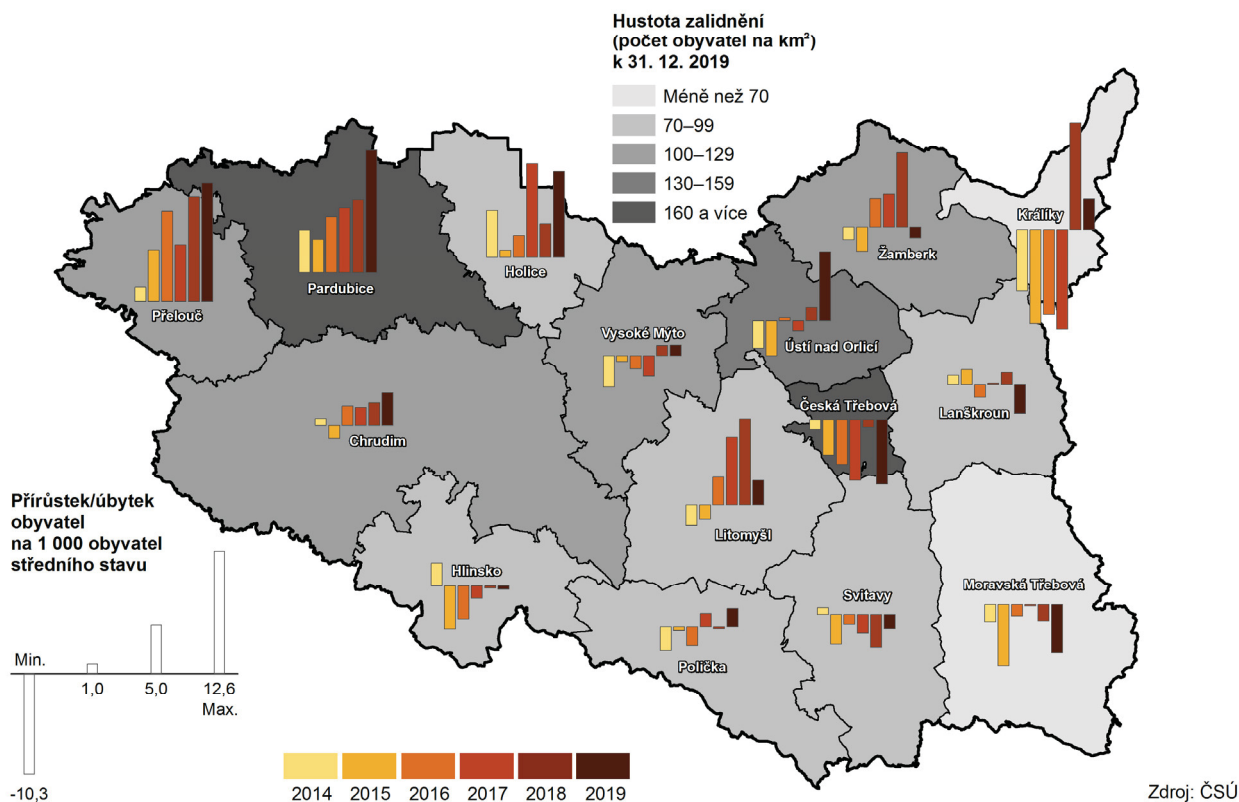 Hustota zalidnění
(počet obyvatel na km²)
k 31. 12. 2019
Méně než 70
70–99
100–129
130–159
160 a více
Králíky
Žamberk
Holice
Pardubice
Přelouč
Vysoké Mýto
Ústí nad Orlicí
Česká Třebová
Lanškroun
Chrudim
Litomyšl
Hlinsko
Svitavy
Moravská Třebová
Polička
Přírůstek/úbytek
obyvatel
na 1 000 obyvatel
středního stavu
Min.
1,0
5,0
12,6
Max.
-10,3
2014
2015
2016
2017
2018
2019
Zdroj: ČSÚ